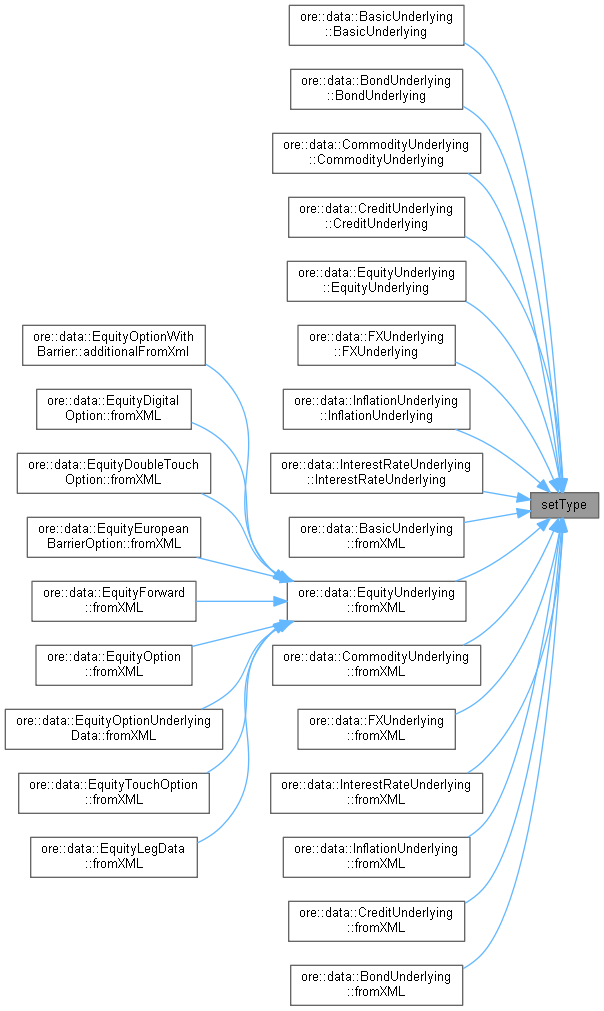 ore::data::BasicUnderlying
::BasicUnderlying
ore::data::BondUnderlying
::BondUnderlying
ore::data::CommodityUnderlying
::CommodityUnderlying
ore::data::CreditUnderlying
::CreditUnderlying
ore::data::EquityUnderlying
::EquityUnderlying
ore::data::EquityOptionWith
Barrier::additionalFromXml
ore::data::FXUnderlying
::FXUnderlying
ore::data::EquityDigital
Option::fromXML
ore::data::InflationUnderlying
::InflationUnderlying
ore::data::EquityDoubleTouch
Option::fromXML
ore::data::InterestRateUnderlying
::InterestRateUnderlying
setType
ore::data::EquityEuropean
BarrierOption::fromXML
ore::data::BasicUnderlying
::fromXML
ore::data::EquityForward
::fromXML
ore::data::EquityUnderlying
::fromXML
ore::data::EquityOption
::fromXML
ore::data::CommodityUnderlying
::fromXML
ore::data::EquityOptionUnderlying
Data::fromXML
ore::data::FXUnderlying
::fromXML
ore::data::EquityTouchOption
::fromXML
ore::data::InterestRateUnderlying
::fromXML
ore::data::EquityLegData
::fromXML
ore::data::InflationUnderlying
::fromXML
ore::data::CreditUnderlying
::fromXML
ore::data::BondUnderlying
::fromXML